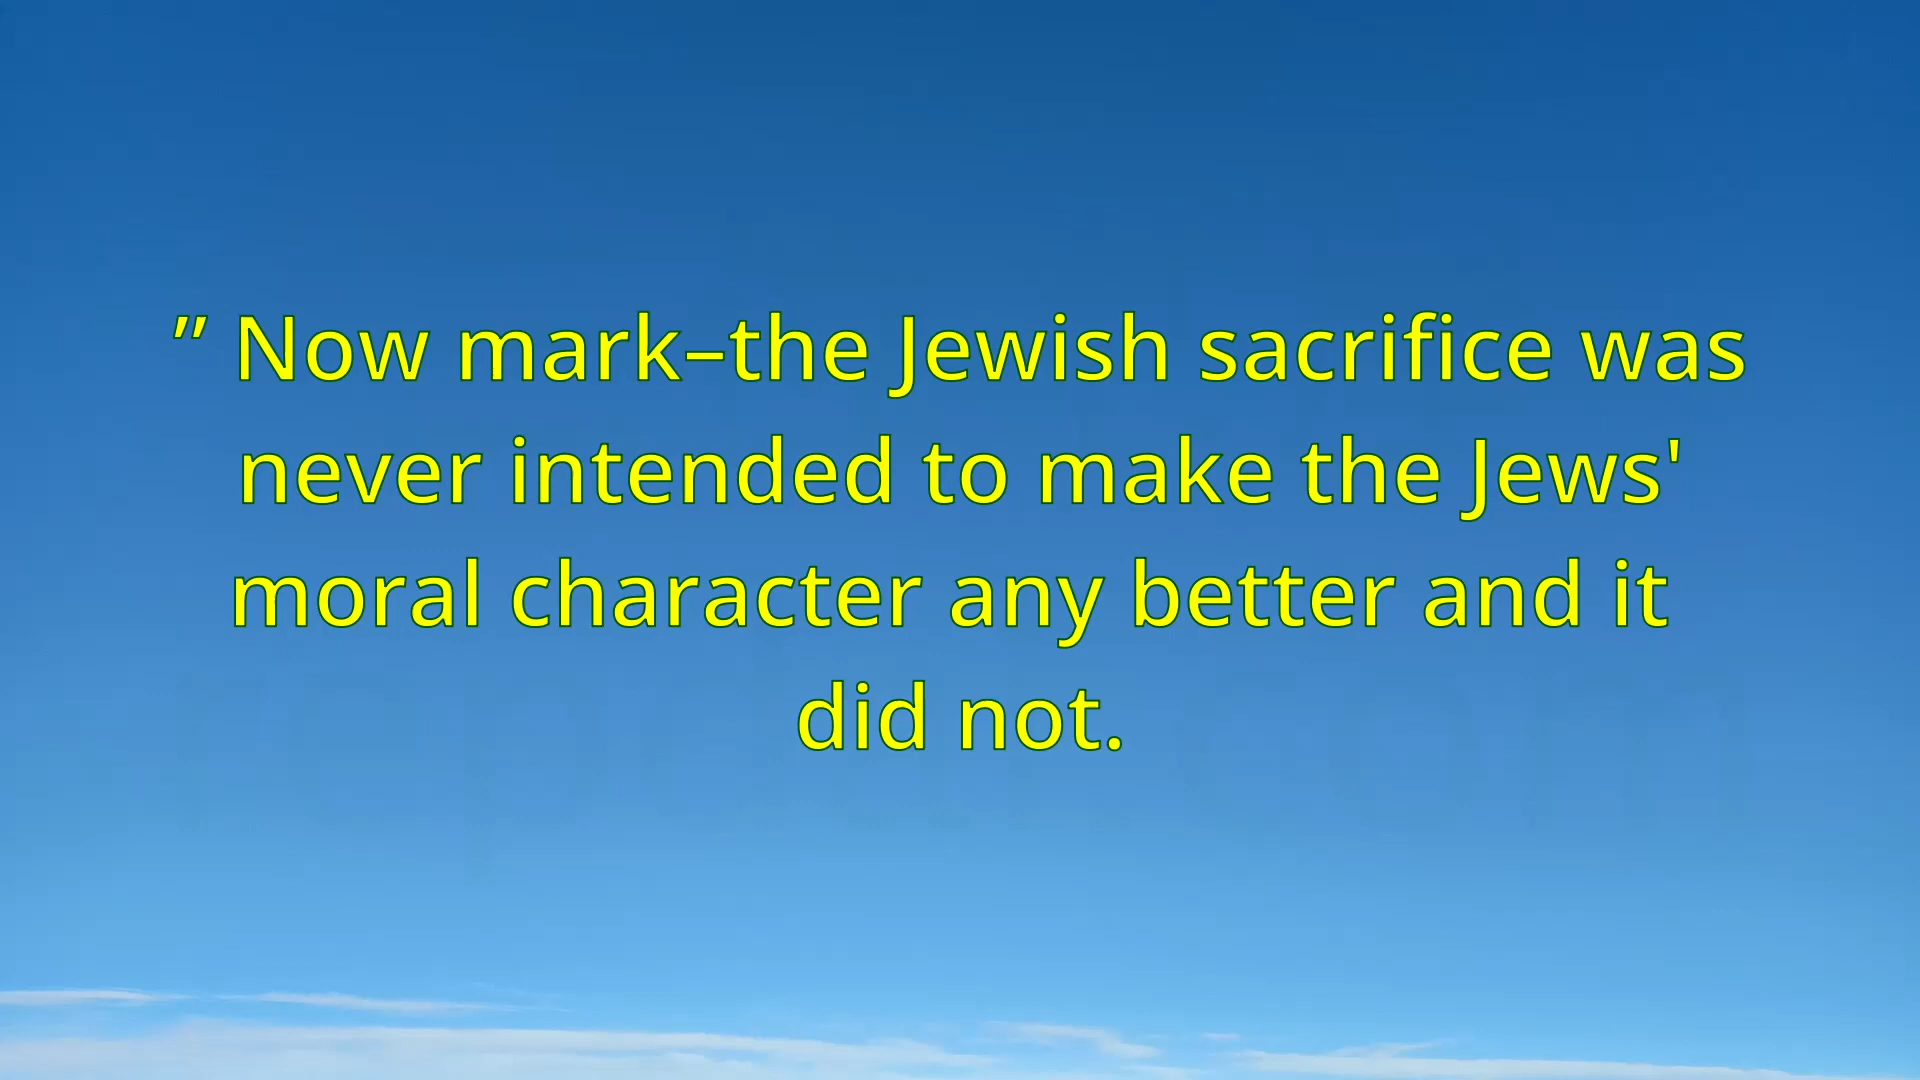 ” Now mark–the Jewish sacrifice was
never intended to make the Jews'
moral character any better and it
did not.